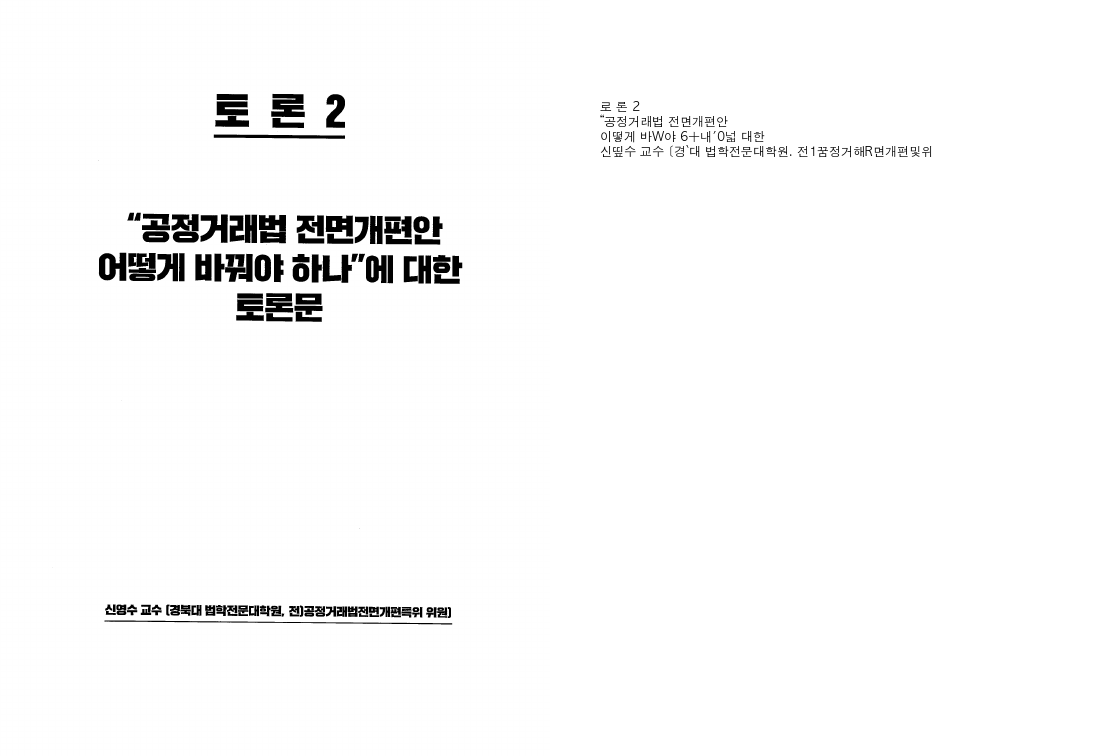 토 론 2
“공정거래법 전면개편안
어떻게 바꿔야 하나”에 대한
토론문
신영수 교수 (경북대 법학전문대학원, 전)공정거래법전면개편특위 위원)
로 론 2
“공정거래법 전면개편안
이떻게 바W야 6+내´0넓 대한
신띺수 교수 〔경`대 법학전문대학원. 전1꿈정거해R면개편및위